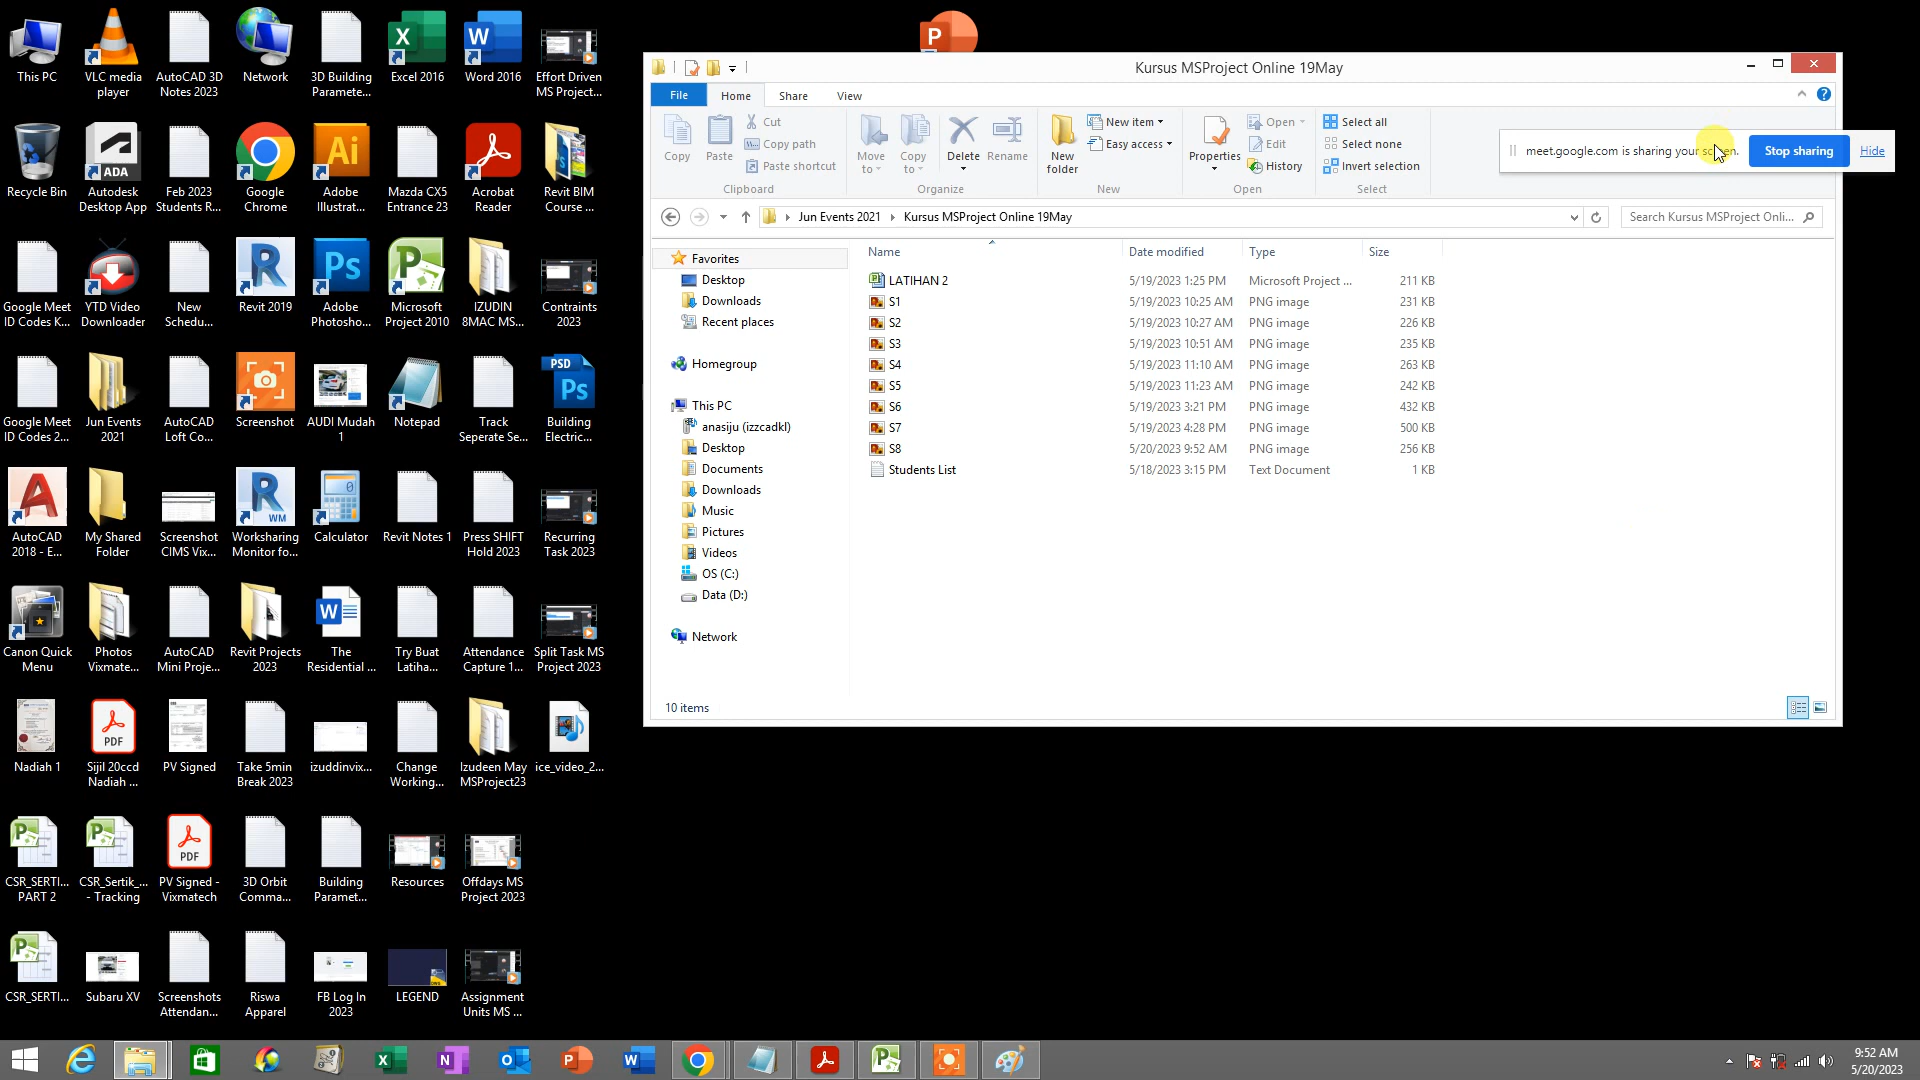 This PC
VLC media
player
AutoCAD 3D
Notes 2023
Network
3D Building
Paramete...
Excel 2016
Word 2016
Effort Driven
MS Project...
Recycle Bin
Autodesk
Desktop App
Feb 2023
Students R...
Google
Chrome
Adobe
Illustrat...
Mazda CX5
Entrance 23
Acrobat
Reader
Revit BIM
Course ...
Google Meet
ID Codes K...
YTD Video
Downloader
New
Schedu...
Revit 2019
Adobe
Photosho...
Microsoft
Project 2010
IZUDIN
8MAC MS...
Contraints
2023
Google Meet
ID Codes 2...
Jun Events
2021
AutoCAD
Loft Co...
Screenshot
AUDI Mudah
1
Notepad
Track
Seperate Se...
Building
Electric...
AutoCAD
2018 - E...
My Shared
Folder
Screenshot
CIMS Vix...
Worksharing
Monitor fo...
Calculator
Revit Notes 1
Press SHIFT
Hold 2023
Recurring
Task 2023
Canon Quick
Menu
Photos
Vixmate...
AutoCAD
Mini Proje...
Revit Projects
2023
The
Residential ...
Try Buat
Latiha...
Attendance
Capture 1...
Split Task MS
Project 2023
Nadiah 1
Sijil 20ccd
Nadiah ...
PV Signed
Take 5min
Break 2023
izuddinvix...
Change
Working...
Izudeen May
MSProject23
ice_video_2...
CSR_SERTI...
PART 2
CSR_Sertik_...
- Tracking
PV Signed -
Vixmatech
3D Orbit
Comma...
Building
Paramet...
Resources
Offdays MS
Project 2023
CSR_SERTI...
Subaru XV
Screenshots
Attendan...
Riswa
Apparel
FB Log In
2023
LEGEND
Assignment
Units MS ...
Kursus MSProject Online 19May
File Home Share View
Copy
Paste
Cut
Copy path
Paste shortcut
Clipboard
Move
to
Copy
to
Delete
Rename
Organize
New
folder
New item
Easy access
New
Properties
Open
Edit
History
Open
Select all
Select none
Invert selection
Select
meet.google.com is sharing your screen. Stop sharing Hide
Jun Events 2021 Kursus MSProject Online 19May
Search Kursus MSProject Onli...
Favorites
Desktop
Downloads
Recent places
Homegroup
This PC
anasiju (izzcadkl)
Desktop
Documents
Downloads
Music
Pictures
Videos
OS (C:)
Data (D:)
Network
Name Date modified Type Size
LATIHAN 2 5/19/2023 1:25 PM Microsoft Project ... 211 KB
S1 5/19/2023 10:25 AM PNG image 231 KB
S2 5/19/2023 10:27 AM PNG image 226 KB
S3 5/19/2023 10:51 AM PNG image 235 KB
S4 5/19/2023 11:10 AM PNG image 263 KB
S5 5/19/2023 11:23 AM PNG image 242 KB
S6 5/19/2023 3:21 PM PNG image 432 KB
S7 5/19/2023 4:28 PM PNG image 500 KB
S8 5/20/2023 9:52 AM PNG image 256 KB
Students List 5/18/2023 3:15 PM Text Document 1 KB
10 items
9:52 AM
5/20/2023